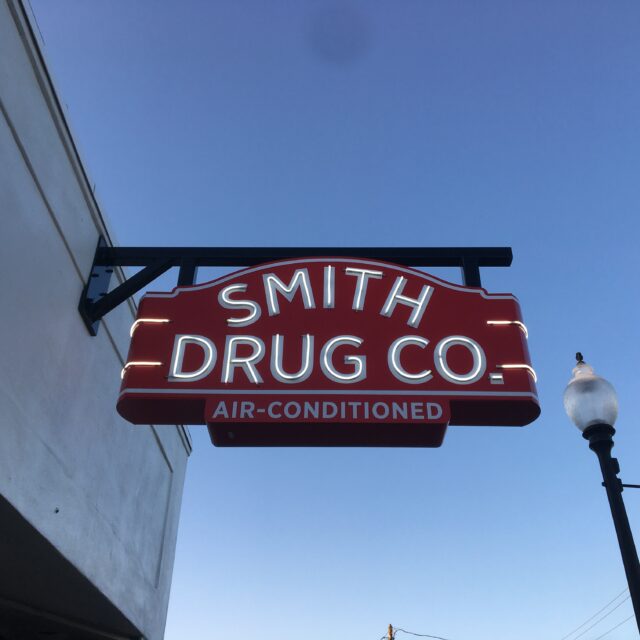 SMITH
DRUG CO.
AIR-CONDITIONED